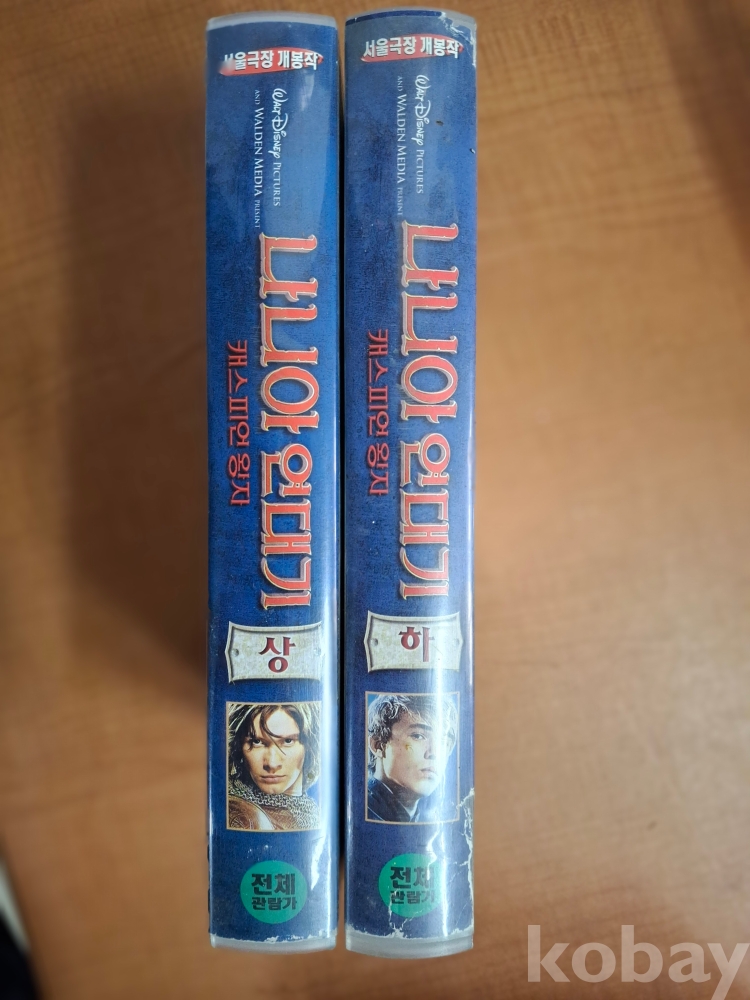 서울극장 개봉작
WALT DISNEY PICTURES
AND WALDEN MEDIA PRESENT
나니아 연대기
캐스피언 왕자
상
전체
관람가
서울극장 개봉작
WALT DISNEY PICTURES
AND WALDEN MEDIA PRESENT
나니아 연대기
캐스피언 왕자
하
전체
관람가
kobay